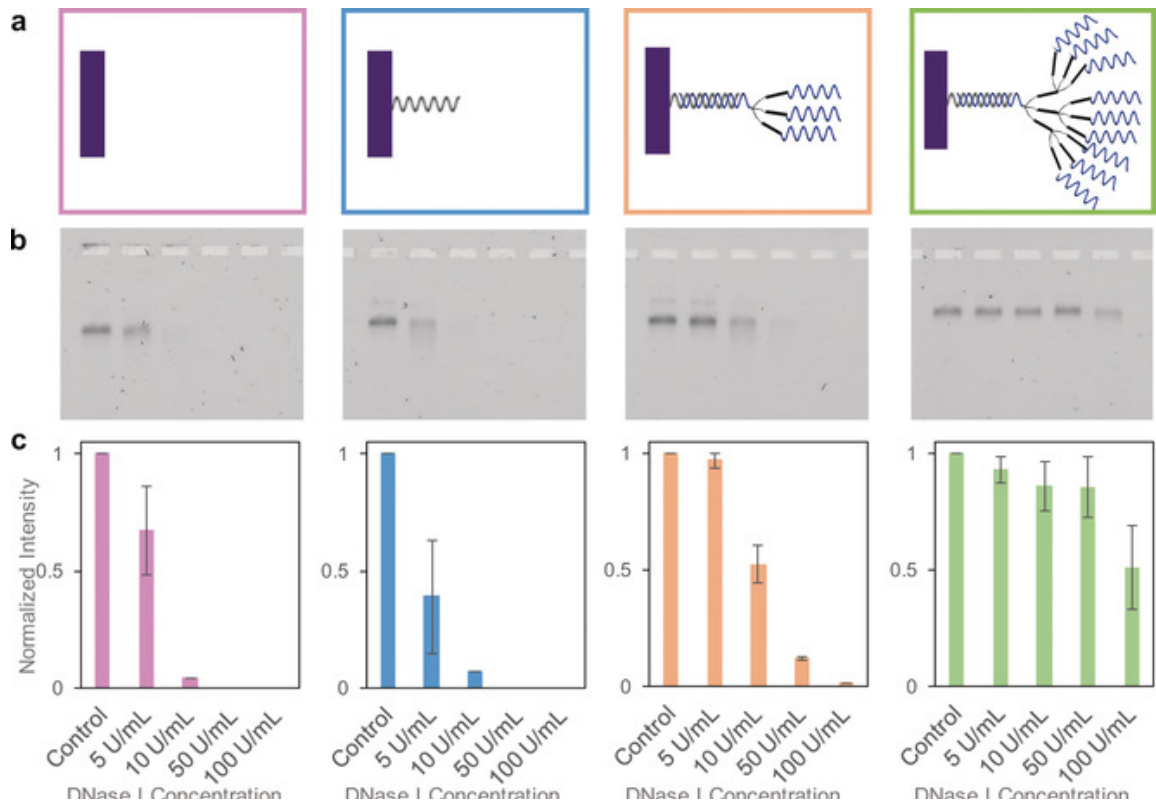 a
b
c
Normalized Intensity
1
0.5
0
Control
5 U/mL
10 U/mL
50 U/mL
100 U/mL
DNase I Concentration
1
0.5
0
Control
5 U/mL
10 U/mL
50 U/mL
100 U/mL
DNase I Concentration
1
0.5
0
Control
5 U/mL
10 U/mL
50 U/mL
100 U/mL
DNase I Concentration
1
0.5
0
Control
5 U/mL
10 U/mL
50 U/mL
100 U/mL
DNase I Concentration